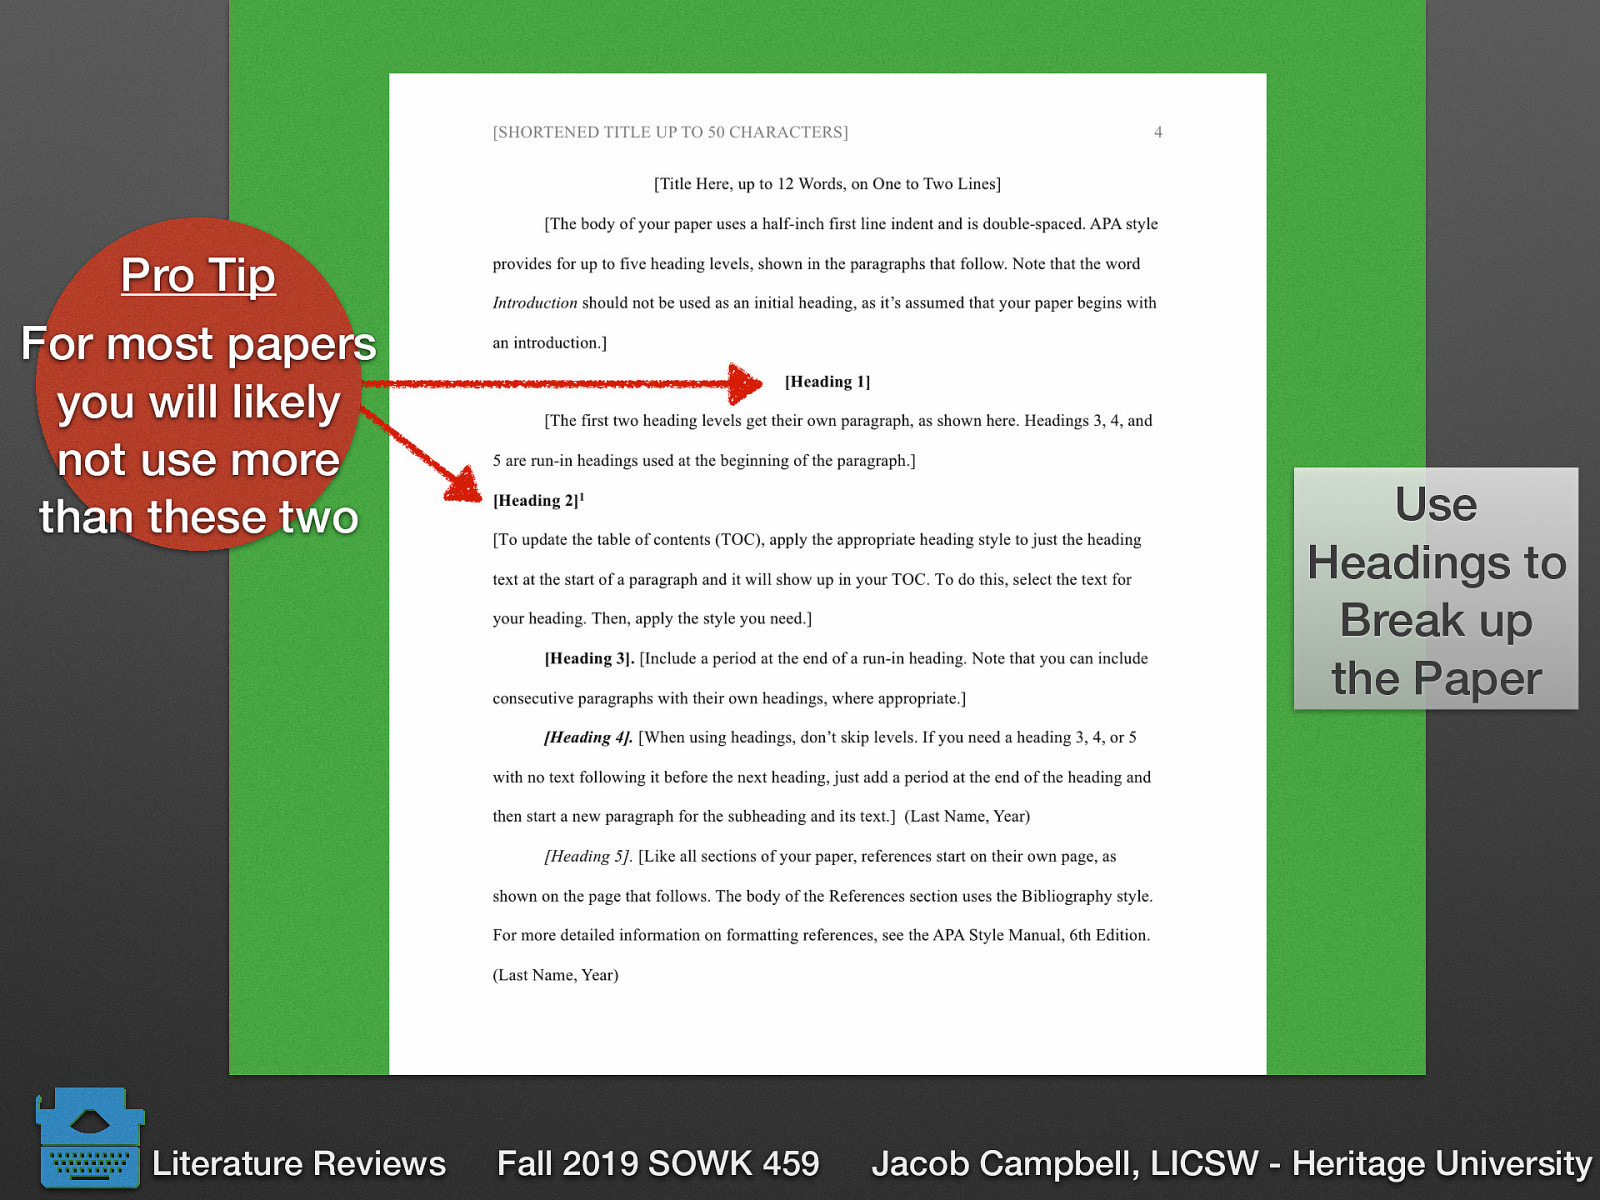 [SHORTENED TITLE UP TO 50 CHARACTERS] 4
[Title Here, up to 12 Words, on One to Two Lines]
[The body of your paper uses a half-inch first line indent and is double-spaced. APA style
provides for up to five heading levels, shown in the paragraphs that follow. Note that the word
Introduction should not be used as an initial heading, as it’s assumed that your paper begins with
an introduction.]
[Heading 1]
[The first two heading levels get their own paragraph, as shown here. Headings 3, 4, and
5 are run-in headings used at the beginning of the paragraph.]
[Heading 2]¹
[To update the table of contents (TOC), apply the appropriate heading style to just the heading
text at the start of a paragraph and it will show up in your TOC. To do this, select the text for
your heading. Then, apply the style you need.]
[Heading 3]. [Include a period at the end of a run-in heading. Note that you can include
consecutive paragraphs with their own headings, where appropriate.]
[Heading 4]. [When using headings, don’t skip levels. If you need a heading 3, 4, or 5
with no text following it before the next heading, just add a period at the end of the heading and
then start a new paragraph for the subheading and its text.] (Last Name, Year)
[Heading 5]. [Like all sections of your paper, references start on their own page, as
shown on the page that follows. The body of the References section uses the Bibliography style.
For more detailed information on formatting references, see the APA Style Manual, 6th Edition.
(Last Name, Year)
Pro Tip
For most papers
you will likely
not use more
than these two
Use
Headings to
Break up
the Paper
Literature Reviews Fall 2019 SOWK 459 Jacob Campbell, LICSW - Heritage University